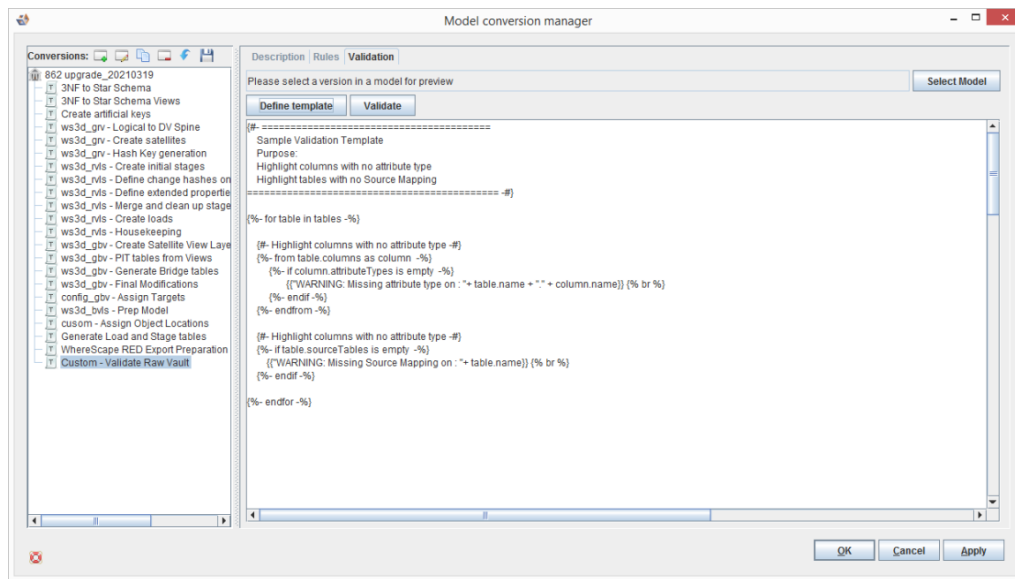 Model conversion manager
Conversions:
862 upgrade_20210319
3NF to Star Schema
3NF to Star Schema Views
Create artificial keys
ws3d_grv - Logical to DV Spine
ws3d_grv - Create satellites
ws3d_grv - Hash Key generation
ws3d_rvls - Create initial stages
ws3d_rvls - Define change hashes on
ws3d_rvls - Define extended propertie
ws3d_rvls - Merge and clean up stage
ws3d_rvls - Create loads
ws3d_rvls - Housekeeping
ws3d_gbv - Create Satellite View Laye
ws3d_gbv - PIT tables from Views
ws3d_gbv - Generate Bridge tables
ws3d_gbv - Final Modifications
config_gbv - Assign Targets
ws3d_bvls - Prep Model
cusom - Assign Object Locations
Generate Load and Stage tables
WhereScape RED Export Preparation
Custom - Validate Raw Vault
Description Rules Validation
Please select a version in a model for preview
Select Model
Define template Validate
{#- =========================================
Sample Validation Template
Purpose:
Highlight columns with no attribute type
Highlight tables with no Source Mapping
============================================ -#}
{%- for table in tables -%}
{#- Highlight columns with no attribute type -#}
{%- from table.columns as column -%}
{%- if column.attributeTypes is empty -%}
{{"WARNING: Missing attribute type on : "+ table.name + "." + column.name}} {% br %}
{%- endif -%}
{%- endfrom -%}
{#- Highlight columns with no attribute type -#}
{%- if table.sourceTables is empty -%}
{{"WARNING: Missing Source Mapping on : "+ table.name}} {% br %}
{%- endif -%}
{%- endfor -%}
OK Cancel Apply